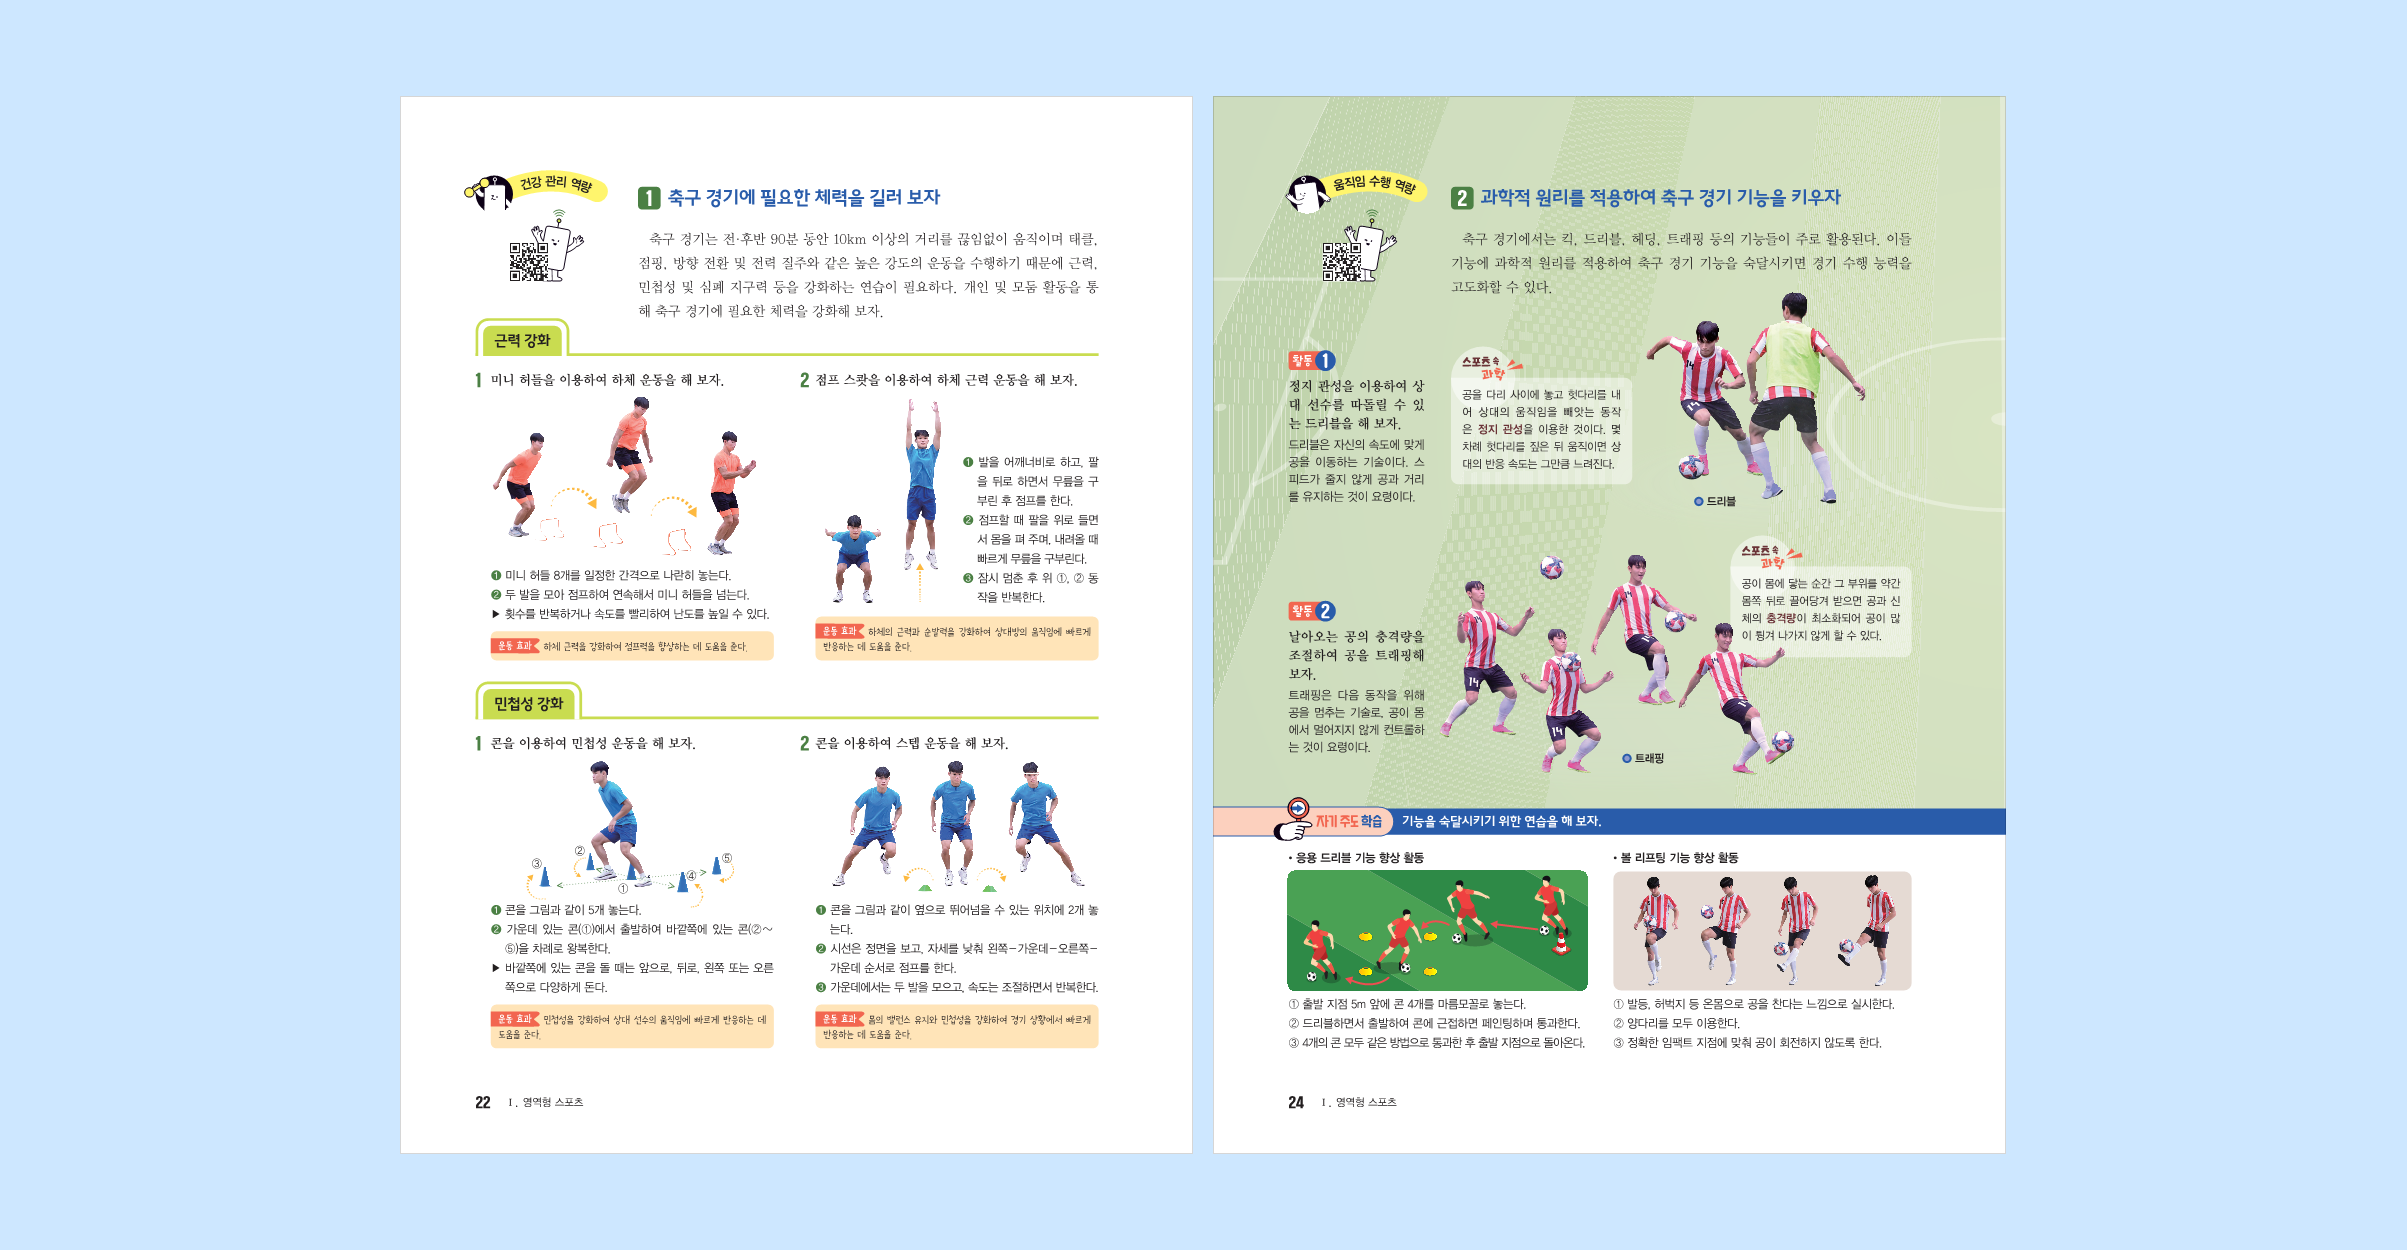 건강 관리 역량
1 축구 경기에 필요한 체력을 길러 보자
축구 경기는 전·후반 90분 동안 10km 이상의 거리를 끊임없이 움직이며 태클,
점핑, 방향 전환 및 전력 질주와 같은 높은 강도의 운동을 수행하기 때문에 근력,
민첩성 및 심폐 지구력 등을 강화하는 연습이 필요하다. 개인 및 모둠 활동을 통
해 축구 경기에 필요한 체력을 강화해 보자.
근력 강화
1 미니 허들을 이용하여 하체 운동을 해 보자.
❶ 미니 허들 8개를 일정한 간격으로 나란히 놓는다.
❷ 두 발을 모아 점프하여 연속해서 미니 허들을 넘는다.
▶ 횟수를 반복하거나 속도를 빨리하여 난도를 높일 수 있다.
운동 효과 하체 근력을 강화하여 점프력을 향상하는 데 도움을 준다.
2 점프 스쾃을 이용하여 하체 근력 운동을 해 보자.
❶ 발을 어깨너비로 하고, 팔
을 뒤로 하면서 무릎을 구
부린 후 점프를 한다.
❷ 점프할 때 팔을 위로 들면
서 몸을 펴 주며, 내려올 때
빠르게 무릎을 구부린다.
❸ 잠시 멈춘 후 위 ①, ② 동
작을 반복한다.
운동 효과 하체의 근력과 순발력을 강화하여 상대방의 움직임에 빠르게
반응하는 데 도움을 준다.
민첩성 강화
1 콘을 이용하여 민첩성 운동을 해 보자.
③
②
①
④
⑤
❶ 콘을 그림과 같이 5개 놓는다.
❷ 가운데 있는 콘(①)에서 출발하여 바깥쪽에 있는 콘(②~
⑤)을 차례로 왕복한다.
▶ 바깥쪽에 있는 콘을 돌 때는 앞으로, 뒤로, 왼쪽 또는 오른
쪽으로 다양하게 돈다.
운동 효과 민첩성을 강화하여 상대 선수의 움직임에 빠르게 반응하는 데
도움을 준다.
2 콘을 이용하여 스텝 운동을 해 보자.
❶ 콘을 그림과 같이 옆으로 뛰어넘을 수 있는 위치에 2개 놓
는다.
❷ 시선은 정면을 보고, 자세를 낮춰 왼쪽-가운데-오른쪽-
가운데 순서로 점프를 한다.
❸ 가운데에서는 두 발을 모으고, 속도는 조절하면서 반복한다.
운동 효과 몸의 밸런스 유지와 민첩성을 강화하여 경기 상황에서 빠르게
반응하는 데 도움을 준다.
22 Ⅰ. 영역형 스포츠
움직임 수행 역량
2 과학적 원리를 적용하여 축구 경기 기능을 키우자
축구 경기에서는 킥, 드리블, 헤딩, 트래핑 등의 기능들이 주로 활용된다. 이들
기능에 과학적 원리를 적용하여 축구 경기 기능을 숙달시키면 경기 수행 능력을
고도화할 수 있다.
활동 1
정지 관성을 이용하여 상
대 선수를 따돌릴 수 있
는 드리블을 해 보자.
드리블은 자신의 속도에 맞게
공을 이동하는 기술이다. 스
피드가 줄지 않게 공과 거리
를 유지하는 것이 요령이다.
스포츠 속
과학
공을 다리 사이에 놓고 헛다리를 내
어 상대의 움직임을 빼앗는 동작
은 정지 관성을 이용한 것이다. 몇
차례 헛다리를 짚은 뒤 움직이면 상
대의 반응 속도는 그만큼 느려진다.
14
드리블
활동 2
날아오는 공의 충격량을
조절하여 공을 트래핑해
보자.
트래핑은 다음 동작을 위해
공을 멈추는 기술로, 공이 몸
에서 멀어지지 않게 컨트롤하
는 것이 요령이다.
스포츠 속
과학
공이 몸에 닿는 순간 그 부위를 약간
몸쪽 뒤로 끌어당겨 받으면 공과 신
체의 충격량이 최소화되어 공이 많
이 튕겨 나가지 않게 할 수 있다.
14
14
트래핑
자기 주도 학습 기능을 숙달시키기 위한 연습을 해 보자.
• 응용 드리블 기능 향상 활동
① 출발 지점 5m 앞에 콘 4개를 마름모꼴로 놓는다.
② 드리블하면서 출발하여 콘에 근접하면 페인팅하며 통과한다.
③ 4개의 콘 모두 같은 방법으로 통과한 후 출발 지점으로 돌아온다.
• 볼 리프팅 기능 향상 활동
① 발등, 허벅지 등 온몸으로 공을 찬다는 느낌으로 실시한다.
② 양다리를 모두 이용한다.
③ 정확한 임팩트 지점에 맞춰 공이 회전하지 않도록 한다.
24 Ⅰ. 영역형 스포츠